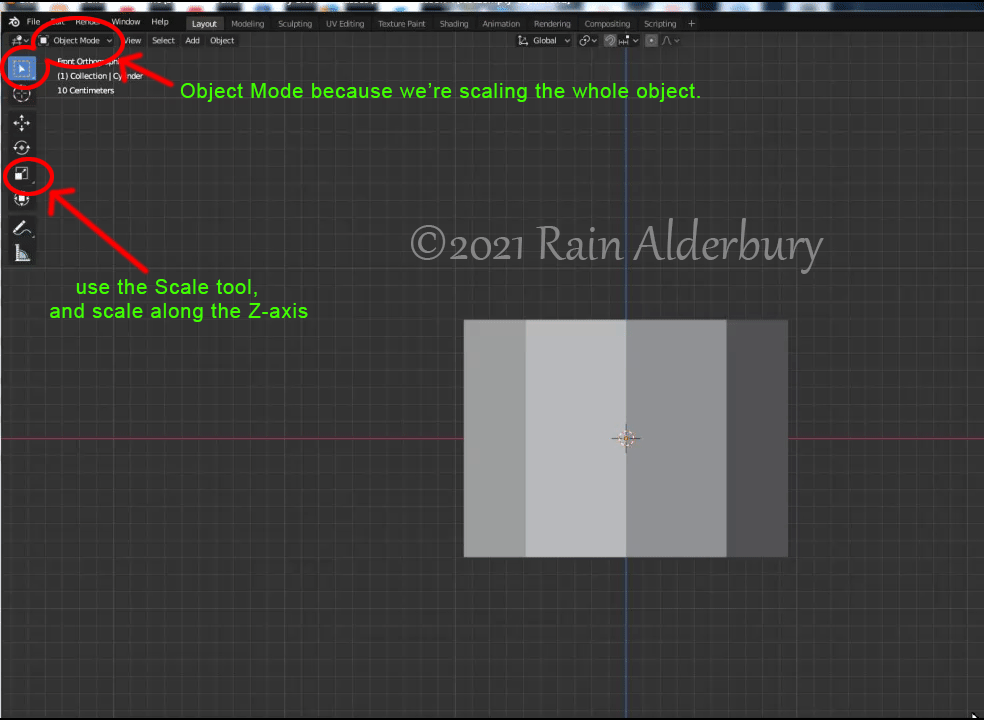 File Edit Render Window Help Layout Modeling Sculpting UV Editing Texture Paint Shading Animation Rendering Compositing Scripting +
Object Mode View Select Add Object Global
Front Orthographic
(1) Collection | Cylinder
10 Centimeters
Object Mode because we're scaling the whole object.
©2021 Rain Alderbury
use the Scale tool,
and scale along the Z-axis